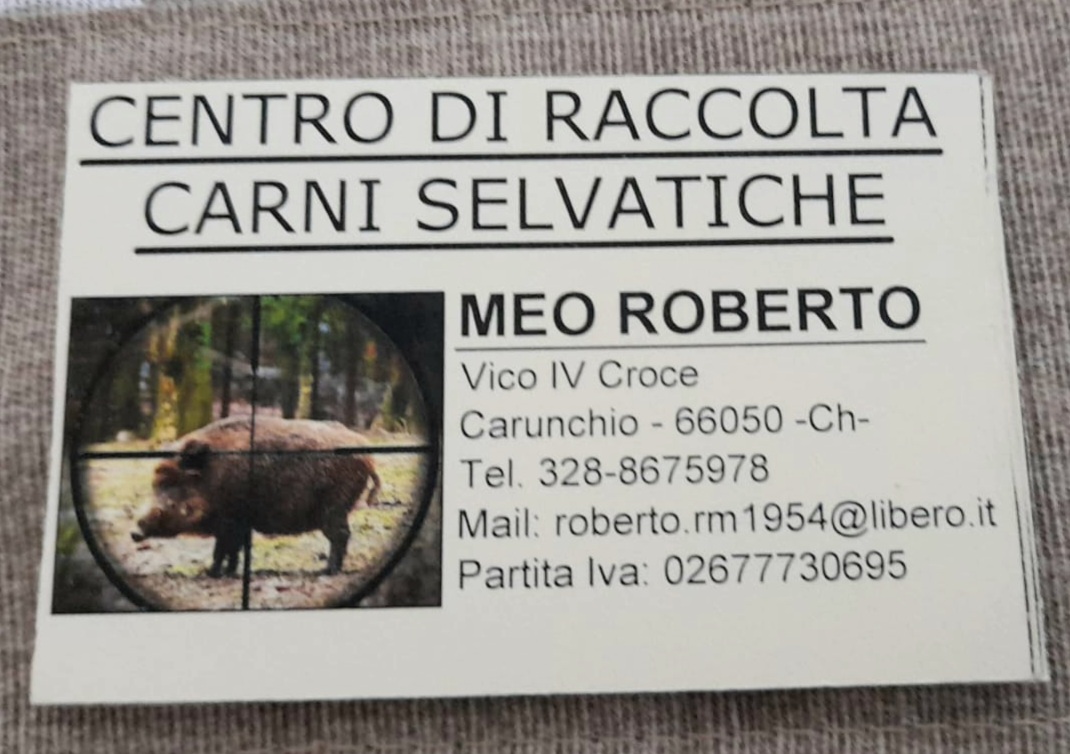 CENTRO DI RACCOLTA
CARNI SELVATICHE
MEO ROBERTO
Vico IV Croce
Carunchio - 66050 -Ch-
Tel. 328-8675978
Mail: roberto.rm1954@libero.it
Partita Iva: 02677730695